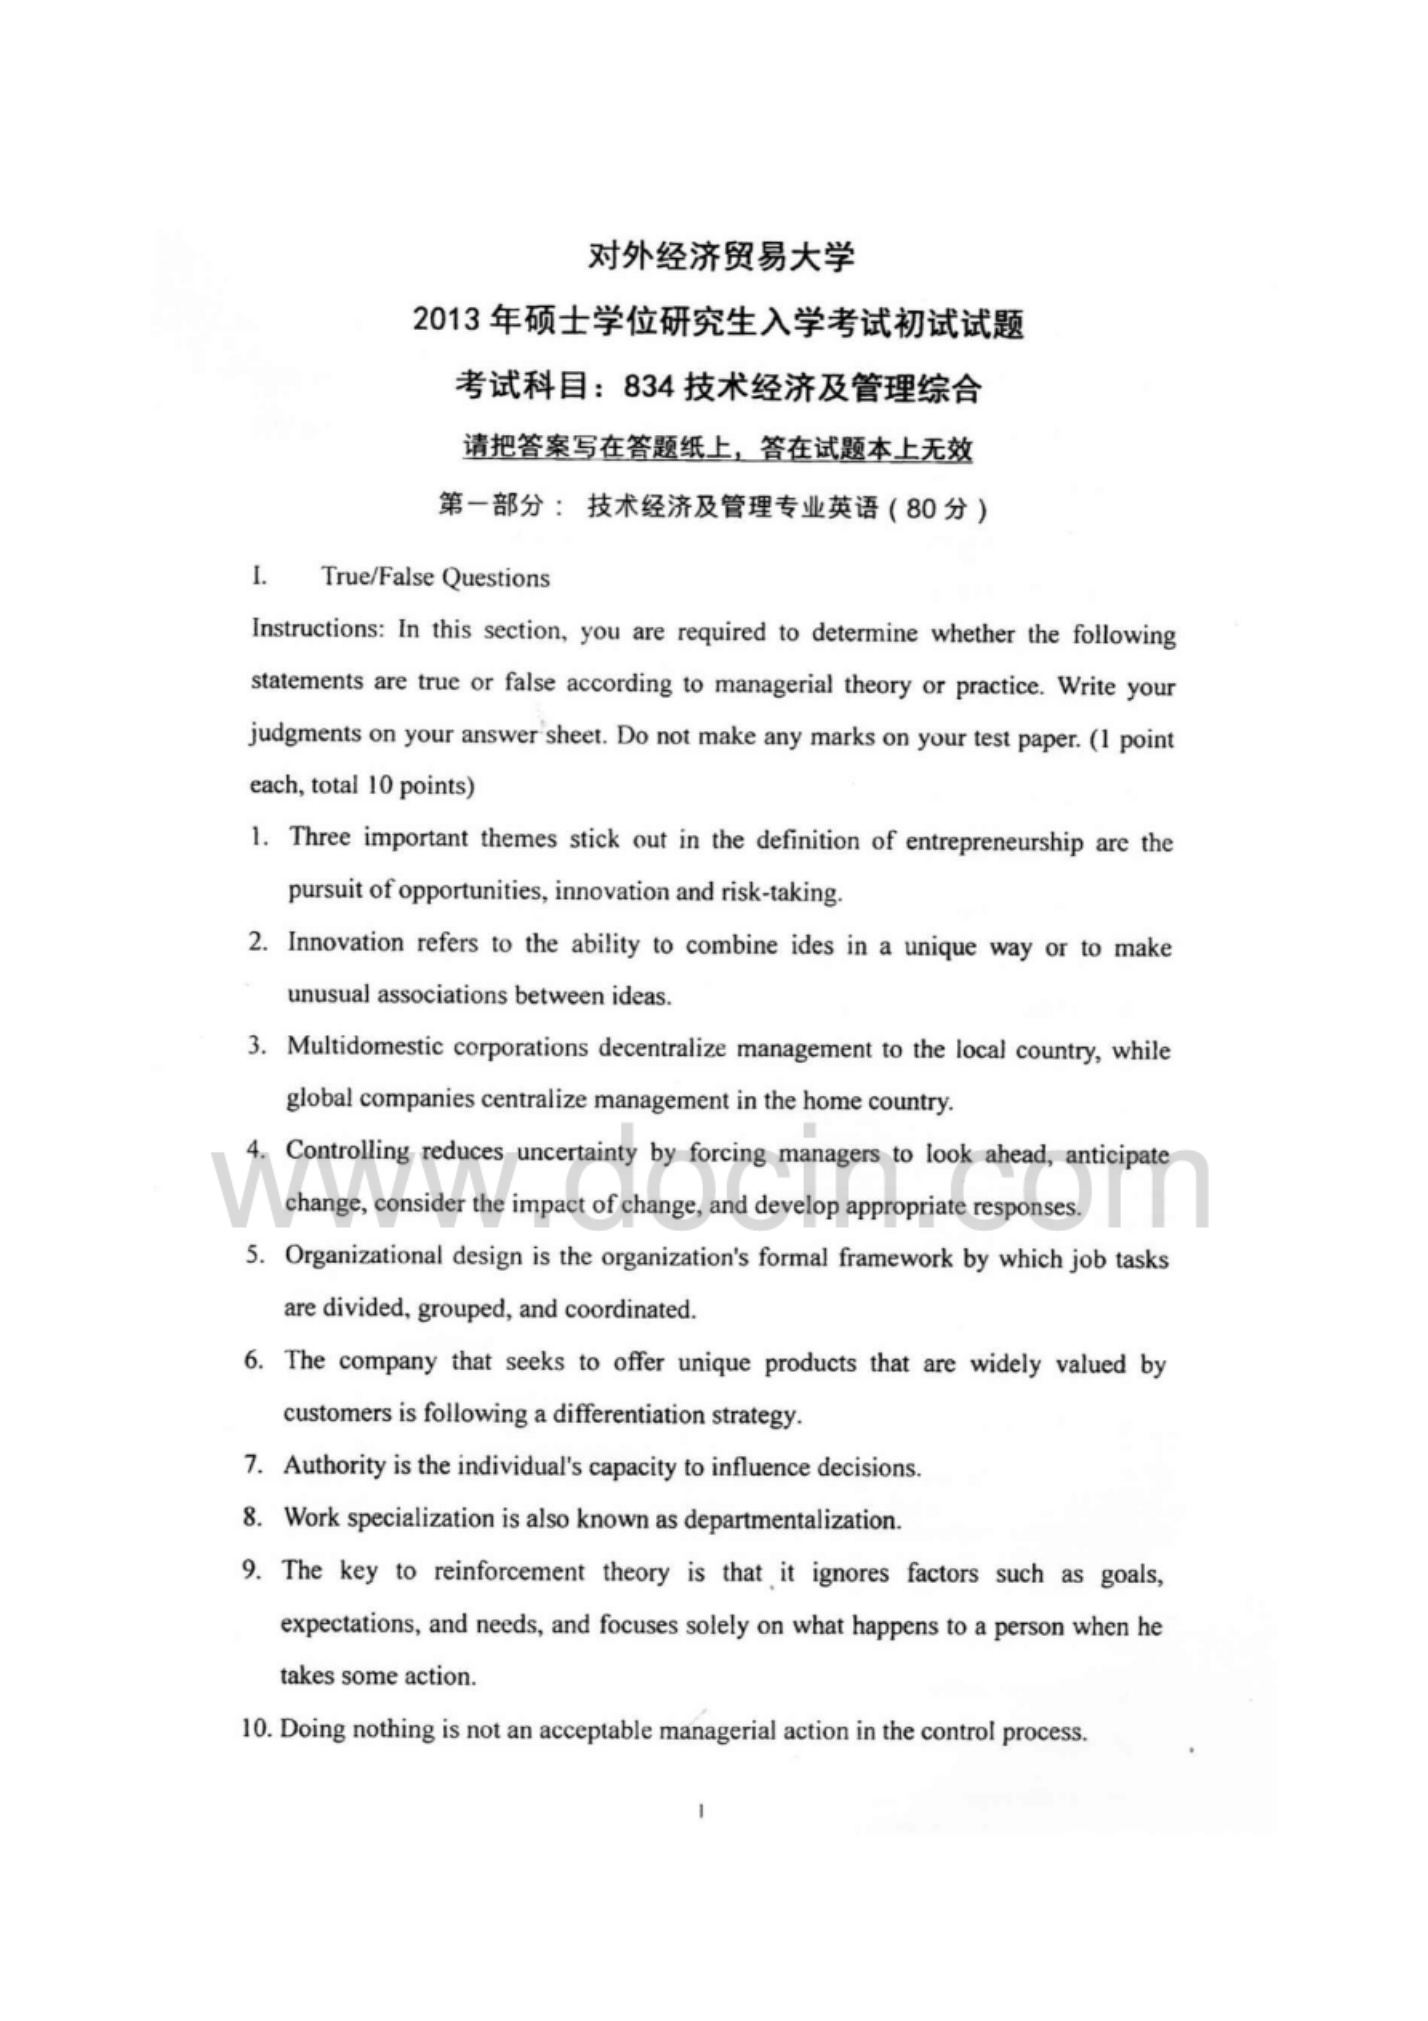 对外经济贸易大学
2013 年硕士学位研究生入学考试初试试题
考试科目：834 技术经济及管理综合
请把答案写在答题纸上，答在试题本上无效
第一部分： 技术经济及管理专业英语（80 分）
I. True/False Questions
Instructions: In this section, you are required to determine whether the following
statements are true or false according to managerial theory or practice. Write your
judgments on your answer sheet. Do not make any marks on your test paper. (1 point
each, total 10 points)
1. Three important themes stick out in the definition of entrepreneurship are the
pursuit of opportunities, innovation and risk-taking.
2. Innovation refers to the ability to combine ides in a unique way or to make
unusual associations between ideas.
3. Multidomestic corporations decentralize management to the local country, while
global companies centralize management in the home country.
4. Controlling reduces uncertainty by forcing managers to look ahead, anticipate
change, consider the impact of change, and develop appropriate responses.
www.docin.com
5. Organizational design is the organization's formal framework by which job tasks
are divided, grouped, and coordinated.
6. The company that seeks to offer unique products that are widely valued by
customers is following a differentiation strategy.
7. Authority is the individual's capacity to influence decisions.
8. Work specialization is also known as departmentalization.
9. The key to reinforcement theory is that it ignores factors such as goals,
expectations, and needs, and focuses solely on what happens to a person when he
takes some action.
10. Doing nothing is not an acceptable managerial action in the control process.
1